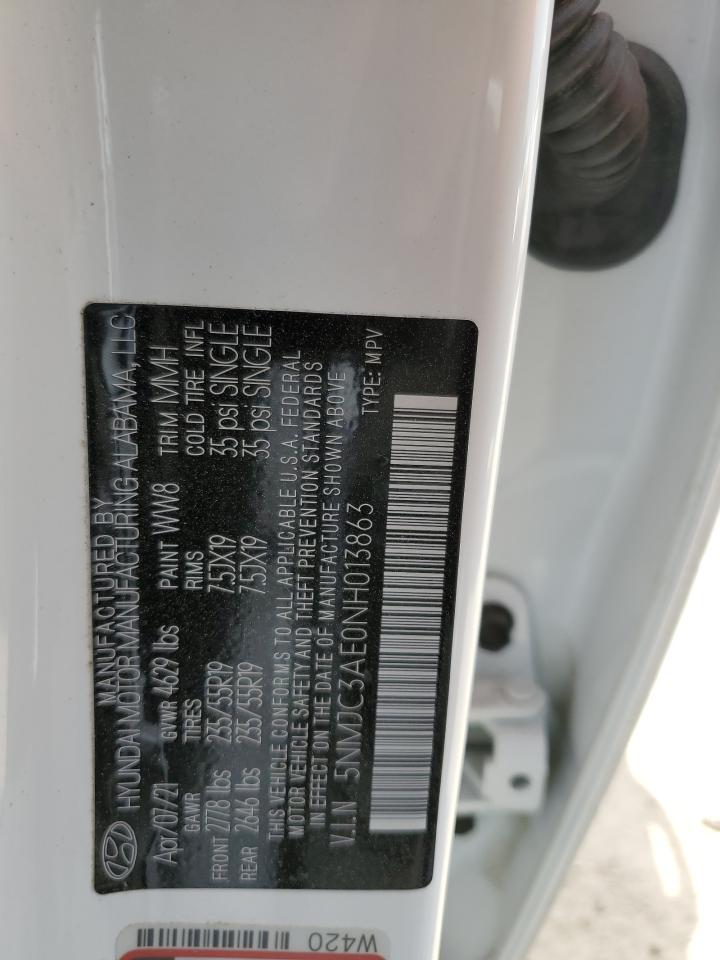 MANUFACTURED BY
HYUNDAI MOTOR MANUFACTURING ALABAMA, LLC
Apr/07/21 GVWR 4629 lbs PAINT WW8 TRIM MMH
GAWR TIRES RIMS COLD TIRE INFL
FRONT 2778 lbs 235/55R19 7.5JX19 35 psi SINGLE
REAR 2646 lbs 235/55R19 7.5JX19 35 psi SINGLE
THIS VEHICLE CONFORMS TO ALL APPLICABLE U.S.A. FEDERAL
MOTOR VEHICLE SAFETY AND THEFT PREVENTION STANDARDS
IN EFFECT ON THE DATE OF MANUFACTURE SHOWN ABOVE
V.I.N 5NMJC3AE0NH013863 TYPE: MPV
W420